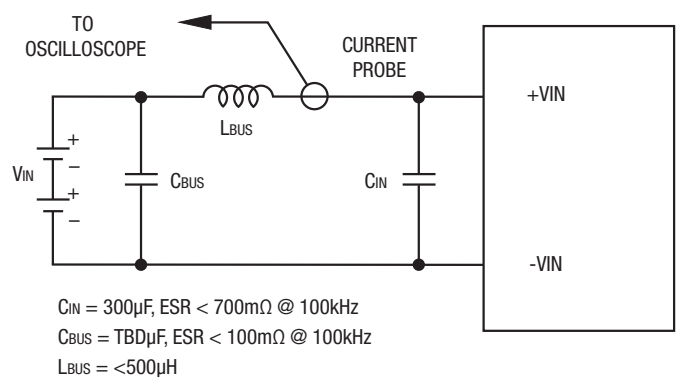 TO
OSCILLOSCOPE
CURRENT
PROBE
+VIN
LBUS
VIN
+
–
+
–
CBUS
CIN
-VIN
CIN = 300µF, ESR < 700mΩ @ 100kHz
CBUS = TBDµF, ESR < 100mΩ @ 100kHz
LBUS = <500µH